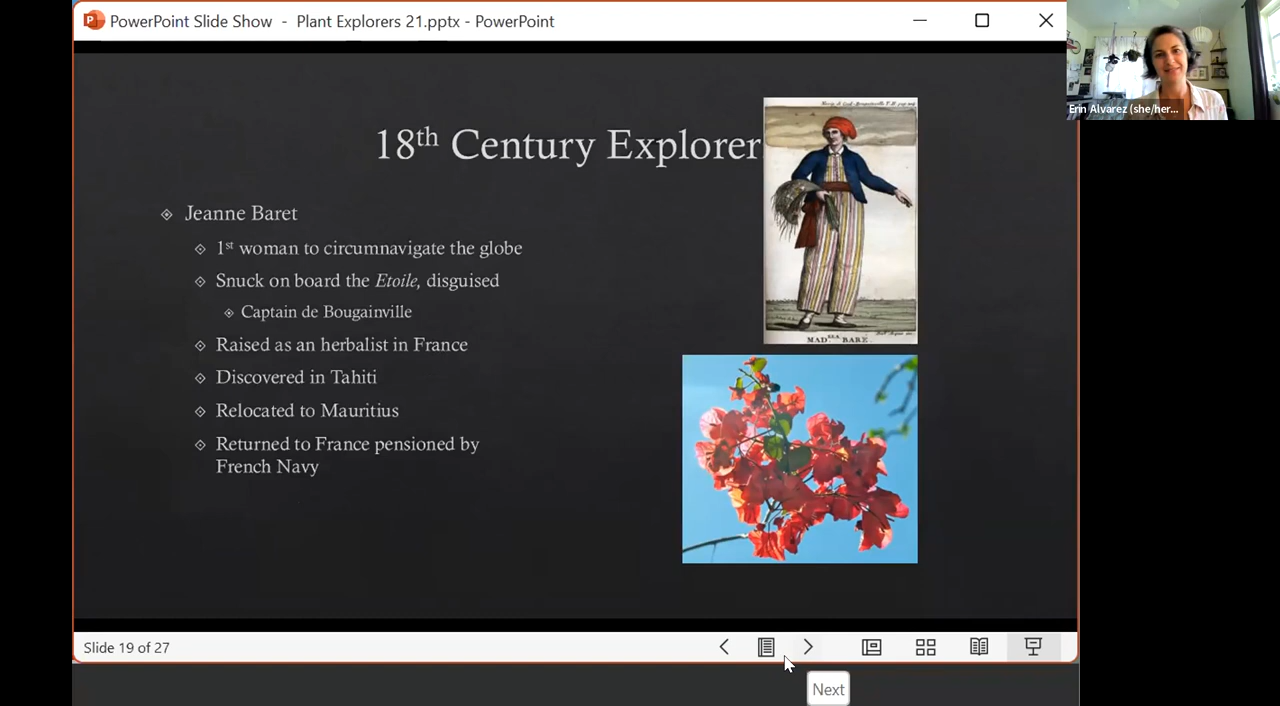 PowerPoint Slide Show - Plant Explorers 21.pptx - PowerPoint
Erin Alvarez (she/her...
18th Century Explorer
Jeanne Baret
1st woman to circumnavigate the globe
Snuck on board the Etoile, disguised
Captain de Bougainville
Raised as an herbalist in France
Discovered in Tahiti
Relocated to Mauritius
Returned to France pensioned by
French Navy
MAD BARE.
Slide 19 of 27
Next